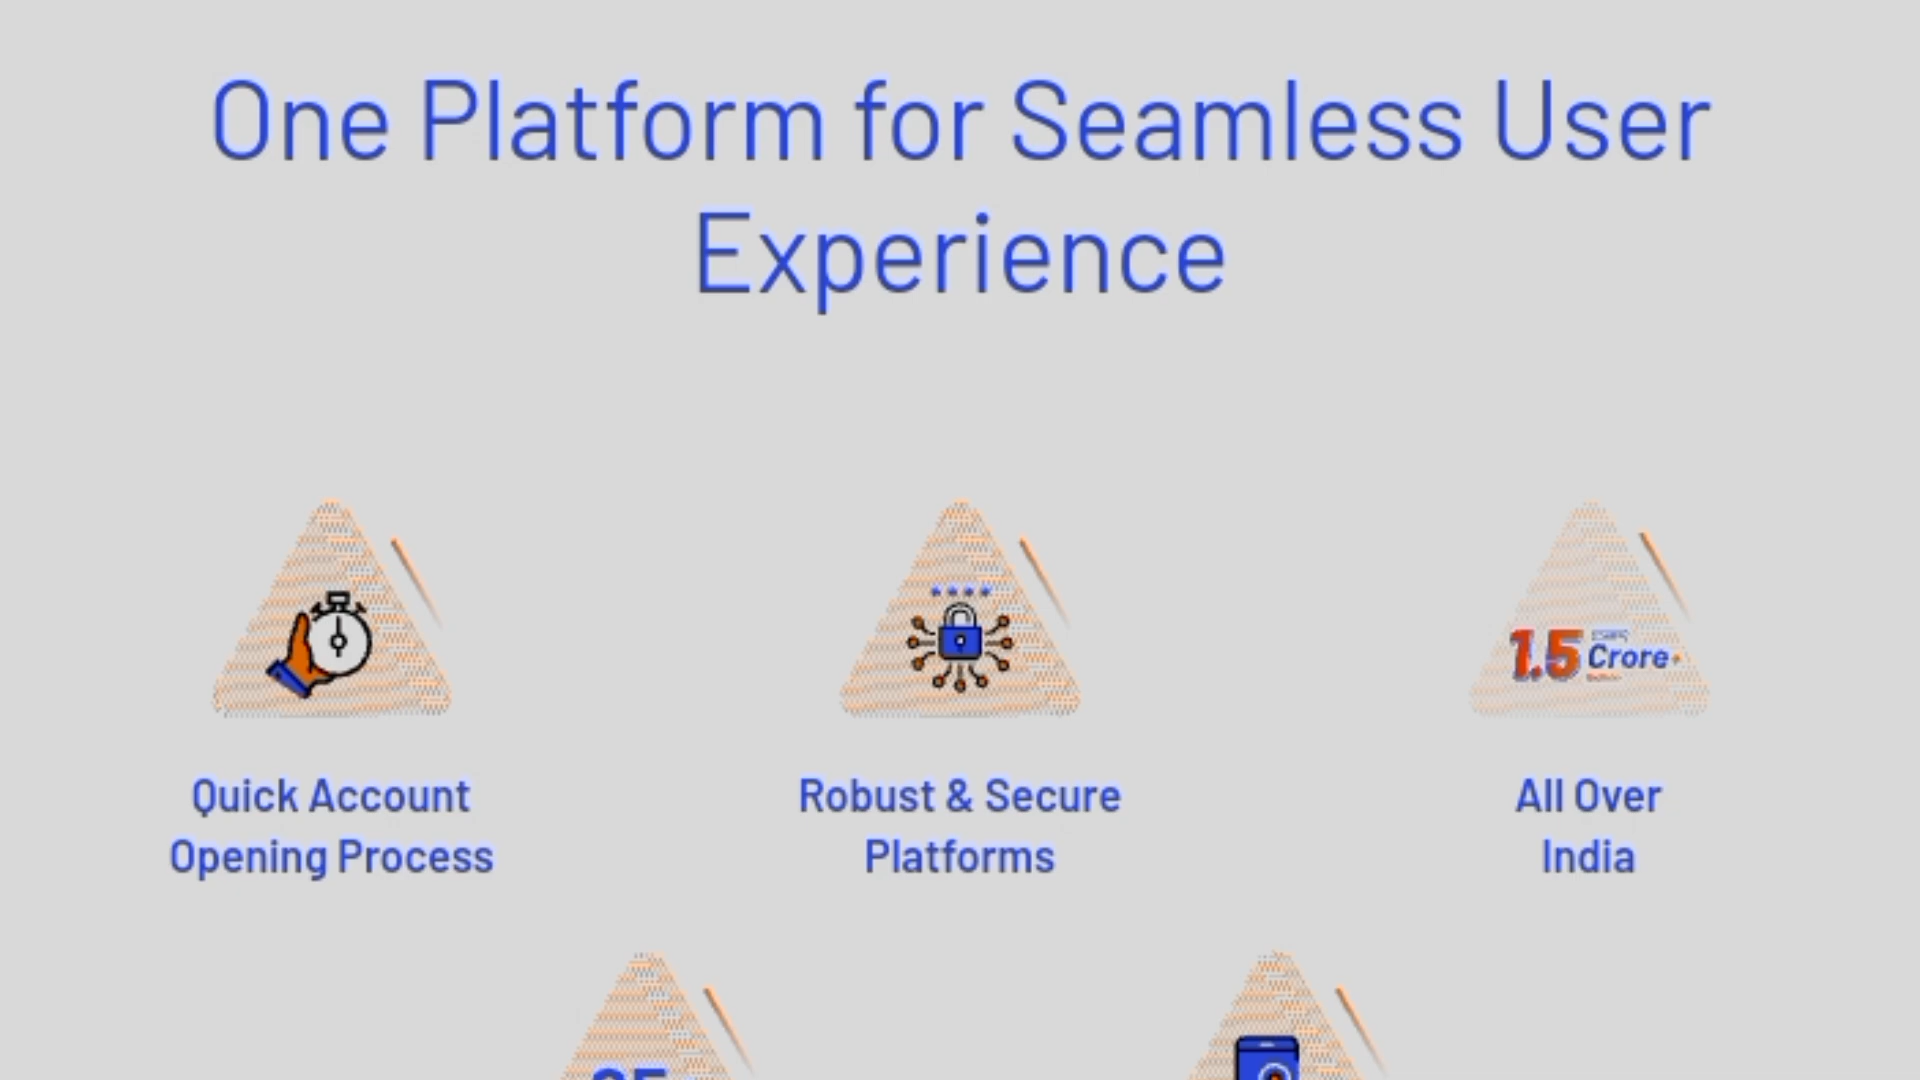 One Platform for Seamless User
Experience
1.5 Crore+
Quick Account
Opening Process
Robust & Secure
Platforms
All Over
India